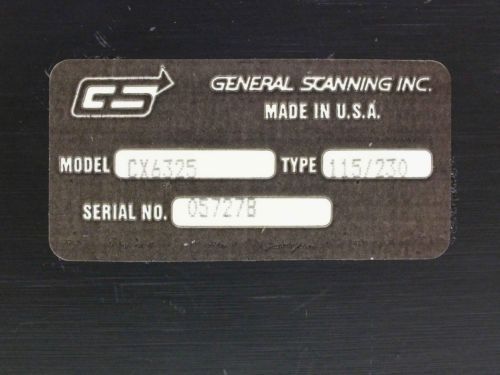 GS GENERAL SCANNING INC.
MADE IN U.S.A.
MODEL CX6325 TYPE 115/230
SERIAL NO. 05727B